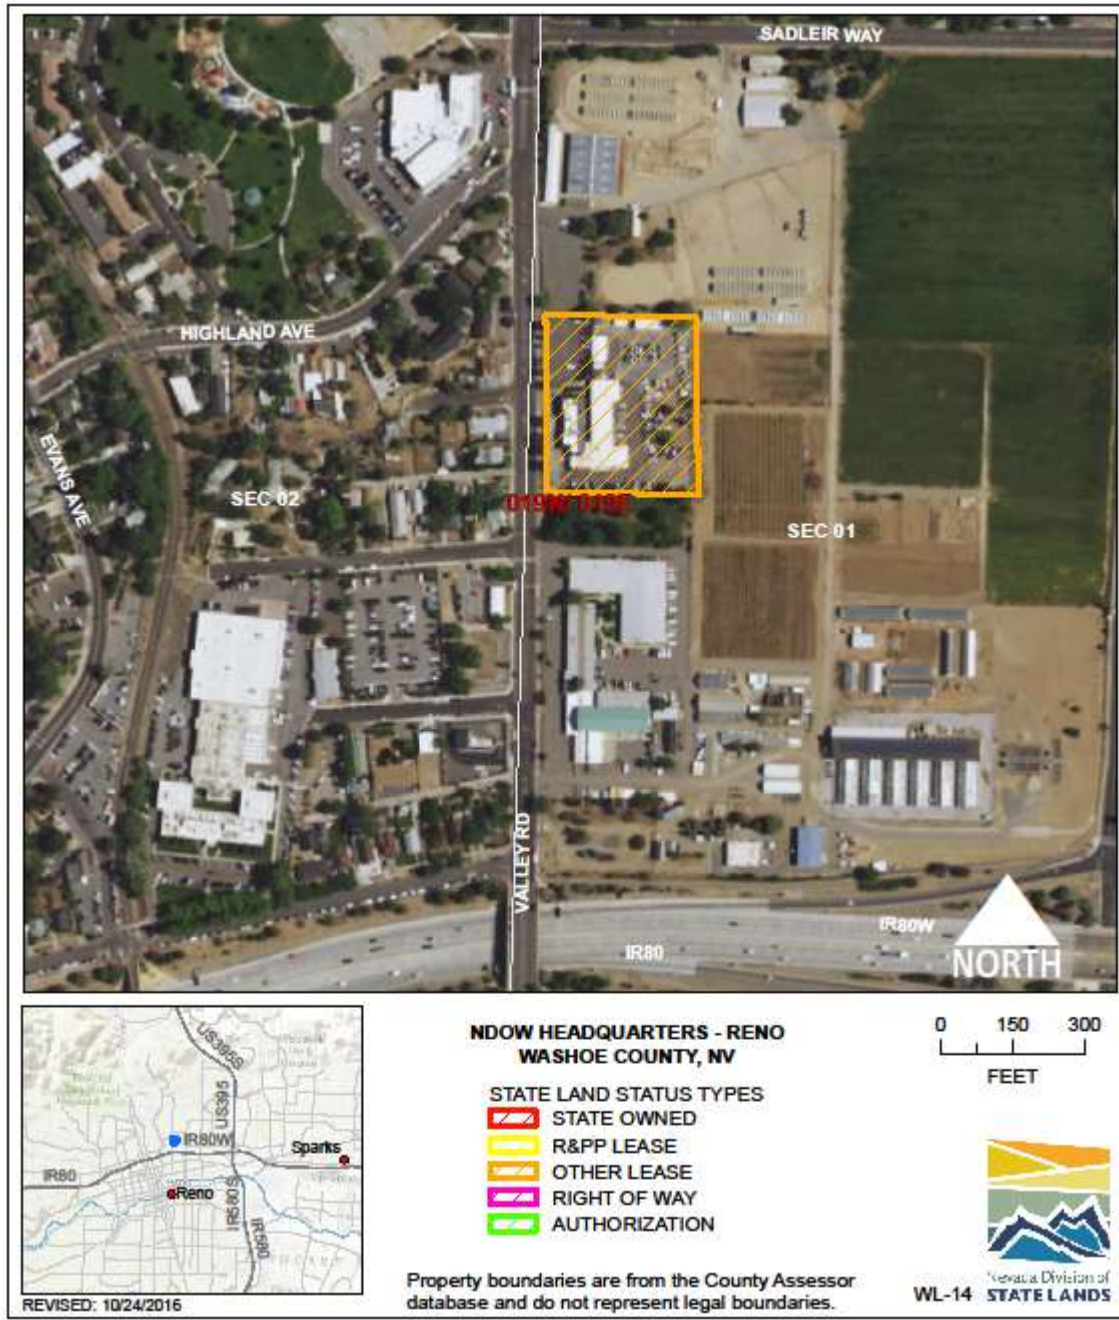 SADLEIR WAY
HIGHLAND AVE
EVANS AVE
SEC 02
SEC 01
VALLEY RD
IR80W
IR80
NORTH
US395S
US395
IR80W
Sparks
IR80
Reno
IR580S
IR580
REVISED: 10/24/2016
NDOW HEADQUARTERS - RENO
WASHOE COUNTY, NV
STATE LAND STATUS TYPES
STATE OWNED
R&PP LEASE
OTHER LEASE
RIGHT OF WAY
AUTHORIZATION
Property boundaries are from the County Assessor
database and do not represent legal boundaries.
0 150 300
FEET
WL-14
Nevada Division of
STATE LANDS